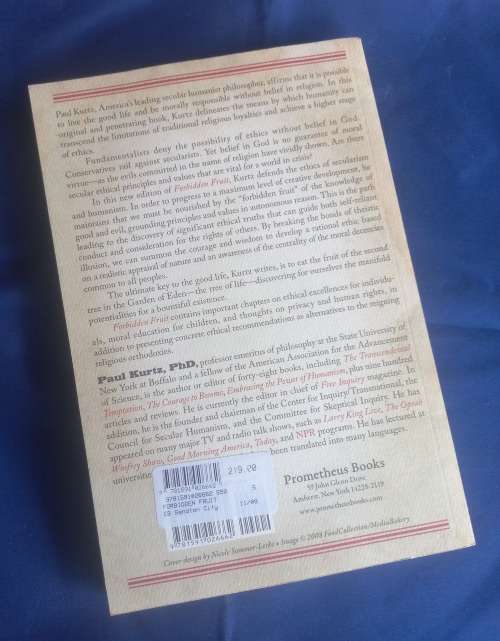 Paul Kurtz, America's leading secular humanist philosopher, affirms that it is possible
to live the good life and be morally responsible without belief in religion. In this
original and penetrating book, Kurtz delineates the means by which humanity can
transcend the limitations of traditional religious loyalties and achieve a higher stage
of ethics.
Fundamentalists deny the possibility of ethics without belief in God.
Conservatives rail against secularism. Yet belief in God is no guarantee of moral
virtue—as the evils committed in the name of religion have vividly shown. Are there
secular ethical principles and values that are vital for a world in crisis?
In this new edition of Forbidden Fruit, Kurtz defends the ethics of secularism
and humanism. In order to progress to a maximum level of creative development, he
maintains that we must be nourished by the "forbidden fruit" of the knowledge of
good and evil, grounding principles and values in autonomous reason. This is the path
leading to the discovery of significant ethical truths that can guide both self-reliant
conduct and consideration for the rights of others. By breaking the bonds of theistic
illusion, we can summon the courage and wisdom to develop a rational ethic based
on a realistic appraisal of nature and an awareness of the centrality of the moral decencies
common to all peoples.
The ultimate key to the good life, Kurtz writes, is to eat the fruit of the second
tree in the Garden of Eden—the tree of life—discovering for ourselves the manifold
potentialities for a bountiful existence.
Forbidden Fruit contains important chapters on ethical excellences for individu-
als, moral education for children, and thoughts on privacy and human rights, in
addition to presenting concrete ethical recommendations as alternatives to the reigning
religious orthodoxies.
Paul Kurtz, PhD, professor emeritus of philosophy at the State University of
New York at Buffalo and a fellow of the American Association for the Advancement
of Science, is the author or editor of forty-eight books, including The Transcendental
Temptation, The Courage to Become, Embracing the Power of Humanism, plus nine hundred
articles and reviews. He is currently the editor in chief of Free Inquiry magazine. In
addition, he is the founder and chairman of the Center for Inquiry/Transnational, the
Council for Secular Humanism, and the Committee for Skeptical Inquiry. He has
appeared on many major TV and radio talk shows, such as Larry King Live, The Oprah
Winfrey Show, Good Morning America, Today, and NPR programs. He has lectured at
universities been translated into many languages.
219.00
9781591026662
FORBIDDEN FRUIT
11/09
9781591026662
Prometheus Books
59 John Glenn Drive
Amherst, New York 14228-2119
www.prometheusbooks.com
Cover design by Nicole Sommer-Lecht • Image © 2008 FoodCollection/MediaBakery